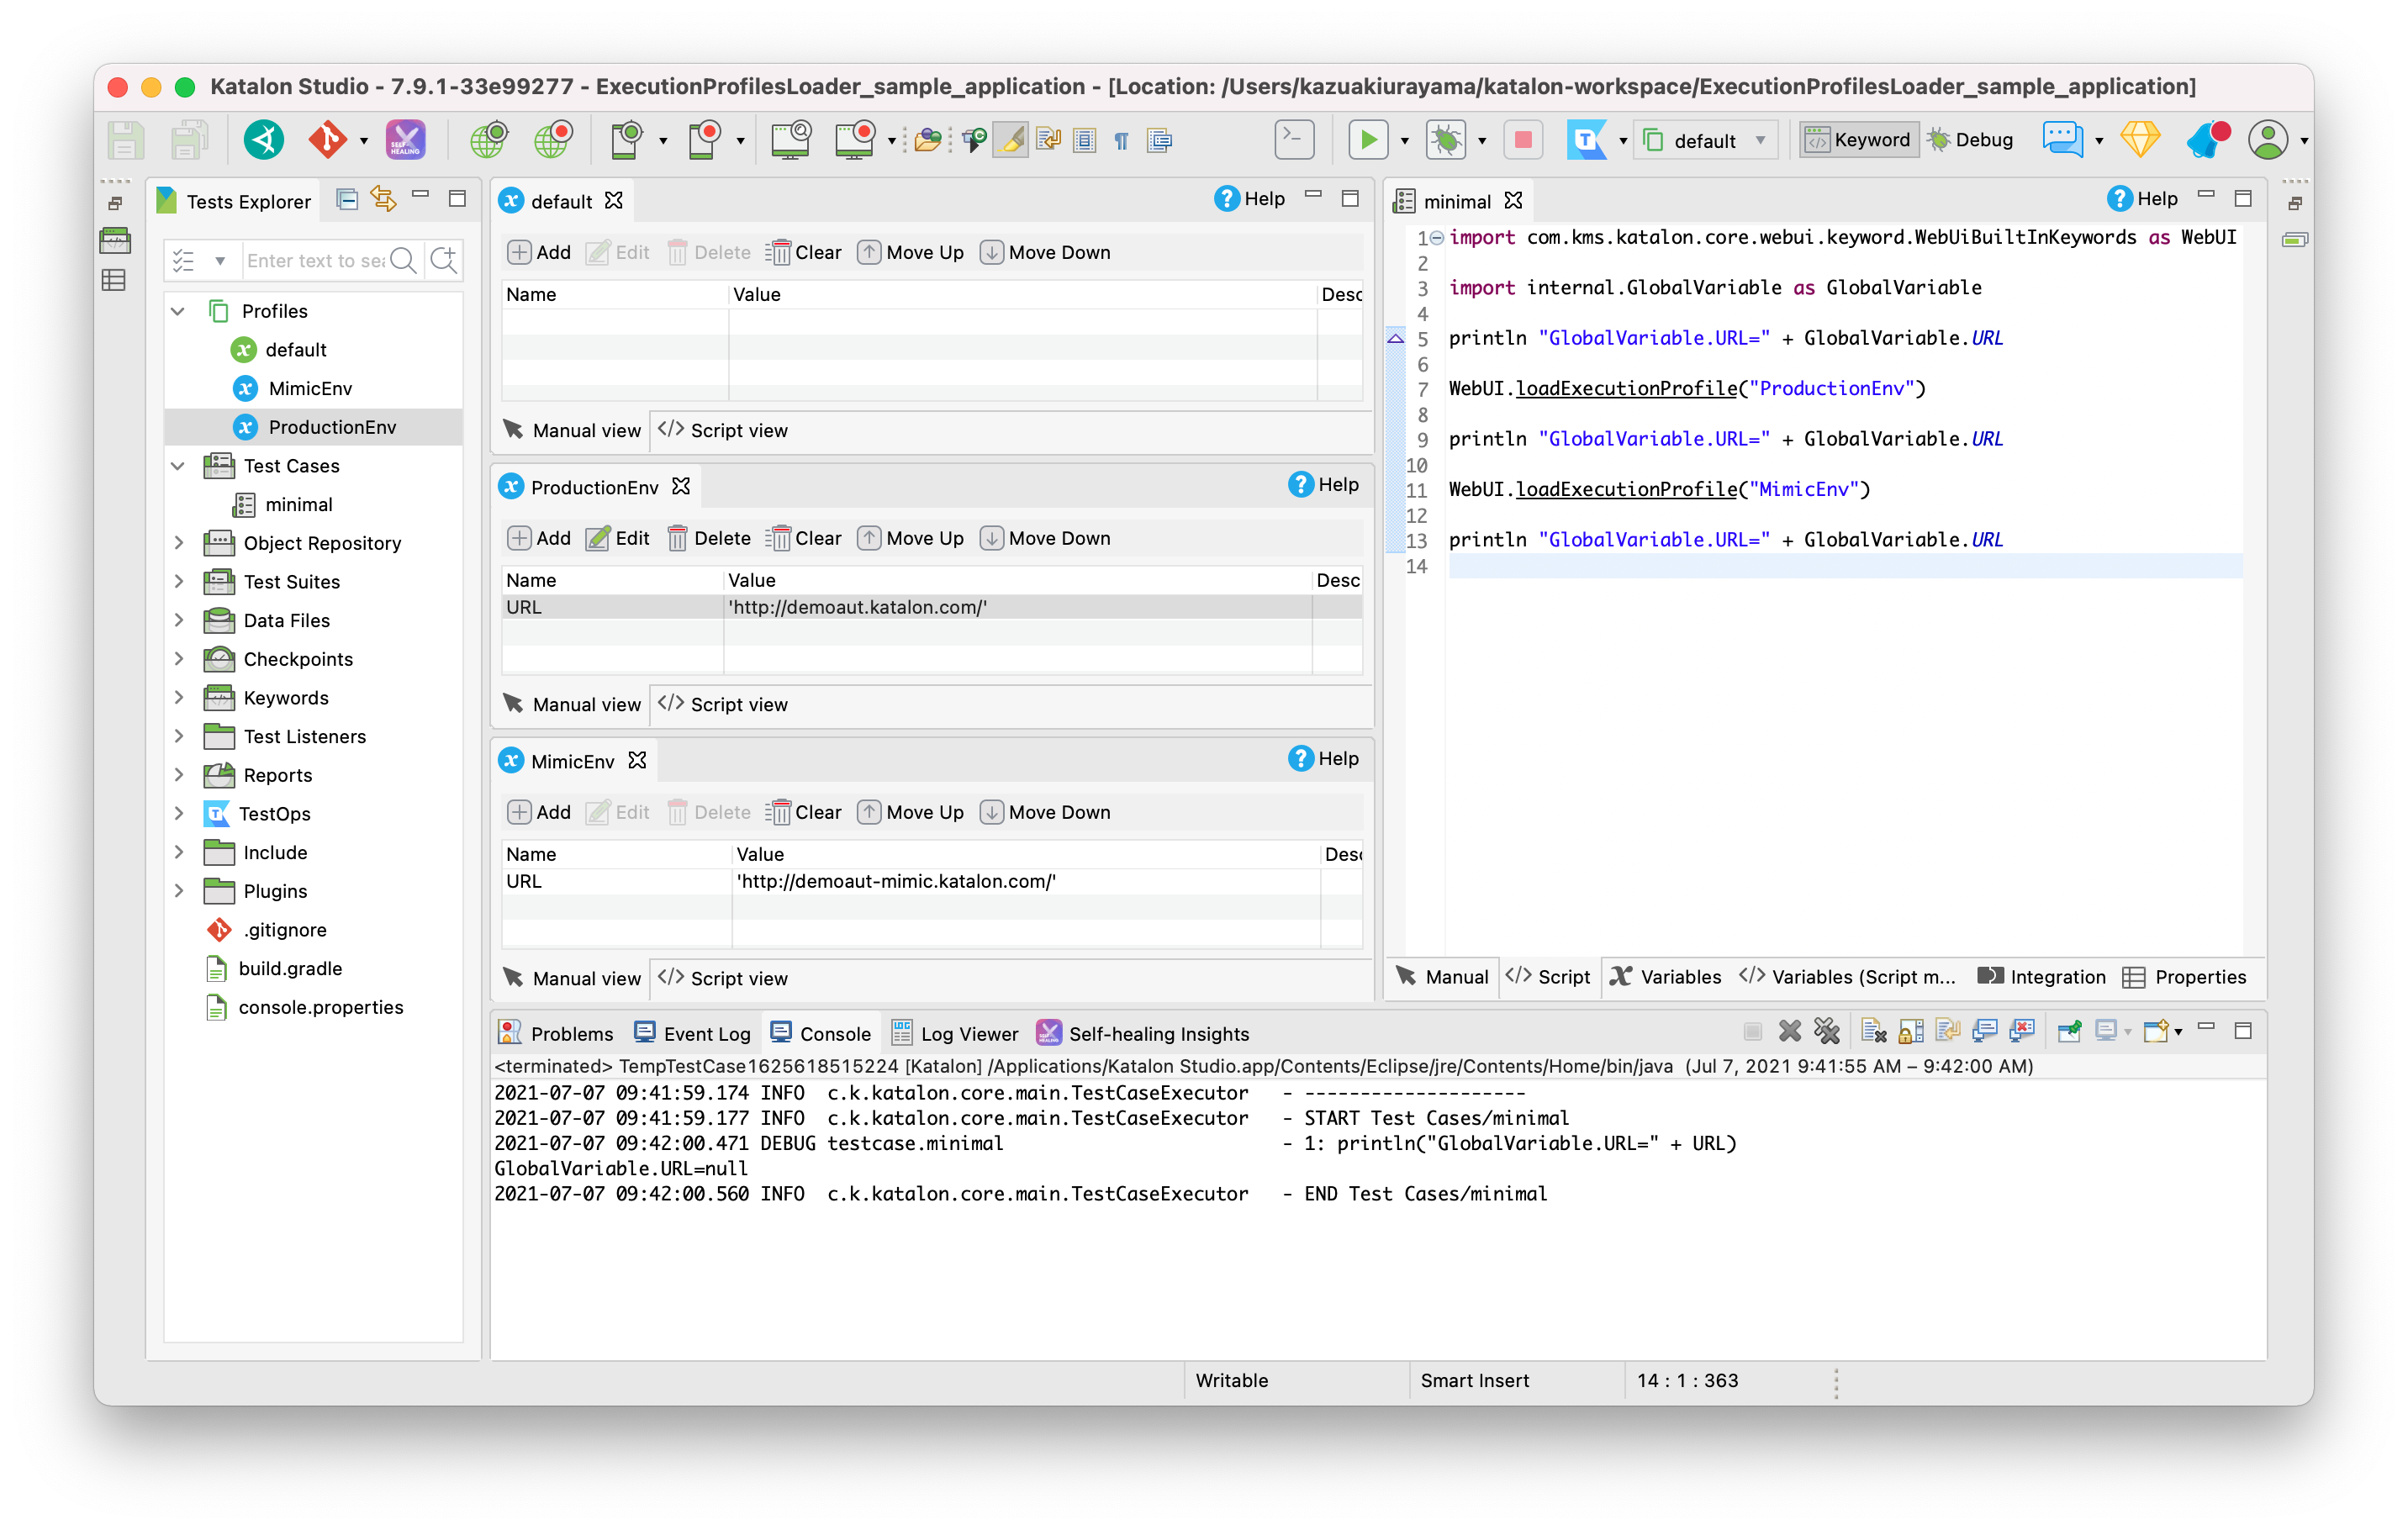 Katalon Studio - 7.9.1-33e99277 - ExecutionProfilesLoader_sample_application - [Location: /Users/kazuakiurayama/katalon-workspace/ExecutionProfilesLoader_sample_application]
SELF-HEALING
default
Keyword
Debug
Tests Explorer
Enter text to sea
Profiles
default
MimicEnv
ProductionEnv
Test Cases
minimal
Object Repository
Test Suites
Data Files
Checkpoints
Keywords
Test Listeners
Reports
TestOps
Include
Plugins
.gitignore
build.gradle
console.properties
default
Help
Add Edit Delete Clear Move Up Move Down
Name Value Desc
Manual view Script view
ProductionEnv
Help
Add Edit Delete Clear Move Up Move Down
Name Value Desc
URL 'http://demoaut.katalon.com/'
Manual view Script view
MimicEnv
Help
Add Edit Delete Clear Move Up Move Down
Name Value Desc
URL 'http://demoaut-mimic.katalon.com/'
Manual view Script view
minimal
Help
1 import com.kms.katalon.core.webui.keyword.WebUiBuiltInKeywords as WebUI
2
3 import internal.GlobalVariable as GlobalVariable
4
5 println "GlobalVariable.URL=" + GlobalVariable.URL
6
7 WebUI.loadExecutionProfile("ProductionEnv")
8
9 println "GlobalVariable.URL=" + GlobalVariable.URL
10
11 WebUI.loadExecutionProfile("MimicEnv")
12
13 println "GlobalVariable.URL=" + GlobalVariable.URL
14
Manual Script Variables Variables (Script m... Integration Properties
Problems Event Log Console Log Viewer Self-healing Insights
<terminated> TempTestCase1625618515224 [Katalon] /Applications/Katalon Studio.app/Contents/Eclipse/jre/Contents/Home/bin/java (Jul 7, 2021 9:41:55 AM – 9:42:00 AM)
2021-07-07 09:41:59.174 INFO c.k.katalon.core.main.TestCaseExecutor - --------------------
2021-07-07 09:41:59.177 INFO c.k.katalon.core.main.TestCaseExecutor - START Test Cases/minimal
2021-07-07 09:42:00.471 DEBUG testcase.minimal - 1: println("GlobalVariable.URL=" + URL)
GlobalVariable.URL=null
2021-07-07 09:42:00.560 INFO c.k.katalon.core.main.TestCaseExecutor - END Test Cases/minimal
Writable Smart Insert 14 : 1 : 363